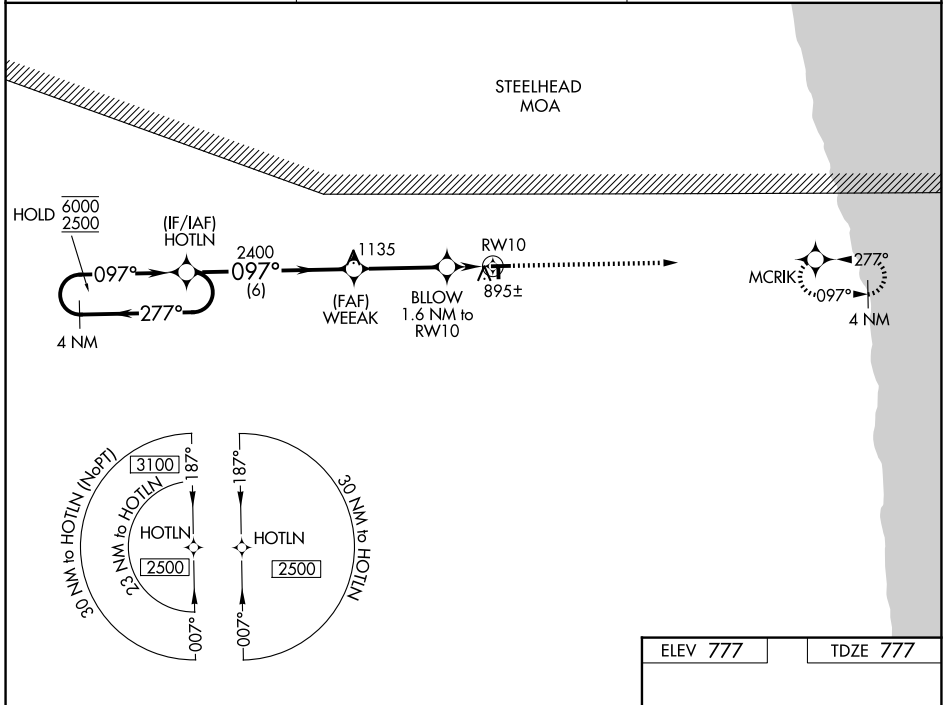 STEELHEAD
MOA
HOLD 6000
2500
(IF/IAF)
HOTLN
2400
097°
097°
(6)
277°
4 NM
1135
(FAF)
WEEAK
BLLOW
1.6 NM to
RW10
RW10
895±
MCRIK
277°
097°
4 NM
30 NM to HOTLN (NoPT)
3100
187°
23 NM to HOTLN
HOTLN
2500
007°
187°
HOTLN
2500
007°
30 NM to HOTLN
ELEV 777
TDZE 777